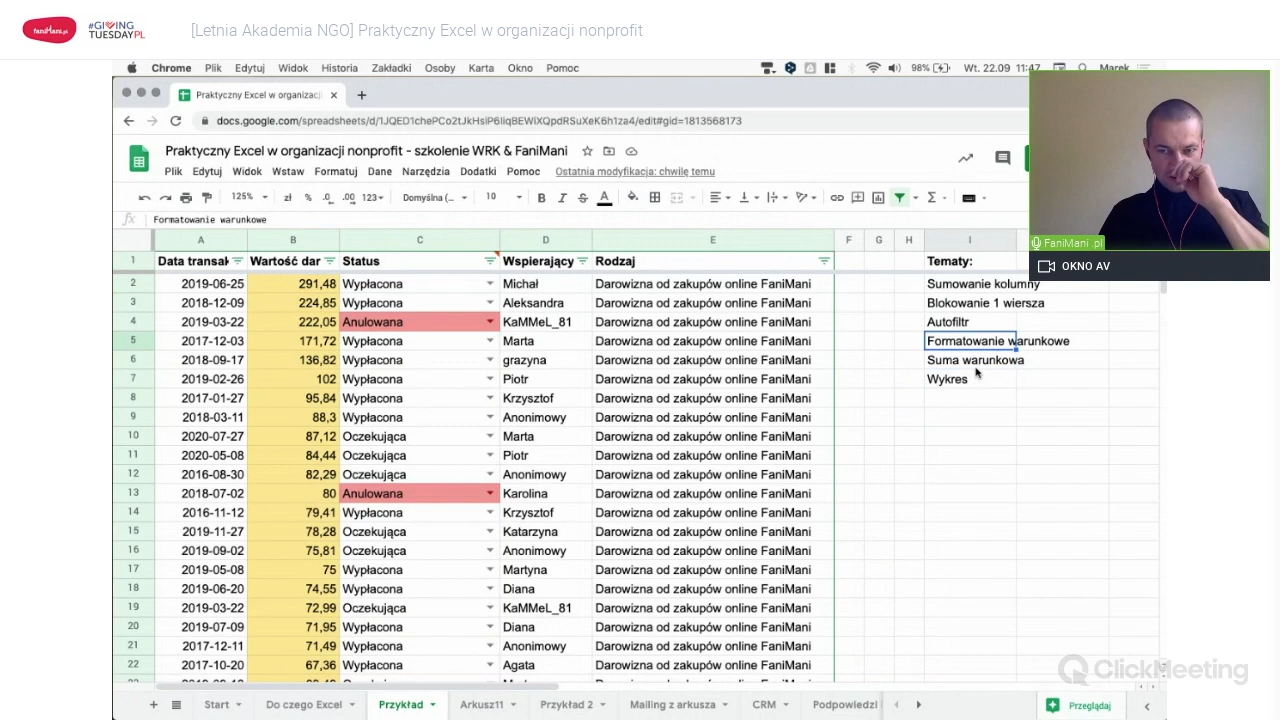 faniMani.pl
#GIVING
TUESDAYPL
[Letnia Akademia NGO] Praktyczny Excel w organizacji nonprofit
Chrome Plik Edytuj Widok Historia Zakładki Osoby Karta Okno Pomoc 98% Wt. 22.09 11:47 Marek
Praktyczny Excel w organizacj
docs.google.com/spreadsheets/d/1JQED1chePCo2tJkHsiP6IiqBEWiXQpdRSuXeK6h1za4/edit#gid=1813568173
Praktyczny Excel w organizacji nonprofit - szkolenie WRK & FaniMani
Plik Edytuj Widok Wstaw Formatuj Dane Narzędzia Dodatki Pomoc Ostatnia modyfikacja: chwilę temu
125% zł % .0 .00 123 Domyślna (... 10 B I S A Σ
fx Formatowanie warunkowe
A B C D E F G H I
1 Data transak Wartość dar Status Wspierający Rodzaj Tematy:
2 2019-06-25 291,48 Wypłacona Michał Darowizna od zakupów online FaniMani Sumowanie kolumny
3 2018-12-09 224,85 Wypłacona Aleksandra Darowizna od zakupów online FaniMani Blokowanie 1 wiersza
4 2019-03-22 222,05 Anulowana KaMMeL_81 Darowizna od zakupów online FaniMani Autofiltr
5 2017-12-03 171,72 Wypłacona Marta Darowizna od zakupów online FaniMani Formatowanie warunkowe
6 2018-09-17 136,82 Wypłacona grazyna Darowizna od zakupów online FaniMani Suma warunkowa
7 2019-02-26 102 Wypłacona Piotr Darowizna od zakupów online FaniMani Wykres
8 2017-01-27 95,84 Wypłacona Krzysztof Darowizna od zakupów online FaniMani
9 2018-03-11 88,3 Wypłacona Anonimowy Darowizna od zakupów online FaniMani
10 2020-07-27 87,12 Oczekująca Marta Darowizna od zakupów online FaniMani
11 2020-05-08 84,44 Oczekująca Piotr Darowizna od zakupów online FaniMani
12 2016-08-30 82,29 Oczekująca Anonimowy Darowizna od zakupów online FaniMani
13 2018-07-02 80 Anulowana Karolina Darowizna od zakupów online FaniMani
14 2016-11-12 79,41 Wypłacona Krzysztof Darowizna od zakupów online FaniMani
15 2019-11-27 78,28 Oczekująca Katarzyna Darowizna od zakupów online FaniMani
16 2019-09-02 75,81 Oczekująca Anonimowy Darowizna od zakupów online FaniMani
17 2019-05-08 75 Wypłacona Martyna Darowizna od zakupów online FaniMani
18 2019-06-20 74,55 Wypłacona Diana Darowizna od zakupów online FaniMani
19 2019-03-22 72,99 Oczekująca KaMMeL_81 Darowizna od zakupów online FaniMani
20 2019-07-09 71,95 Wypłacona Diana Darowizna od zakupów online FaniMani
21 2017-12-11 71,49 Wypłacona Anonimowy Darowizna od zakupów online FaniMani
22 2017-10-20 67,36 Wypłacona Agata Darowizna od zakupów online FaniMani
Start Do czego Excel Przykład Arkusz11 Przykład 2 Mailing z arkusza CRM Podpowiedzi Przeglądaj
FaniMani .pl
OKNO AV
ClickMeeting